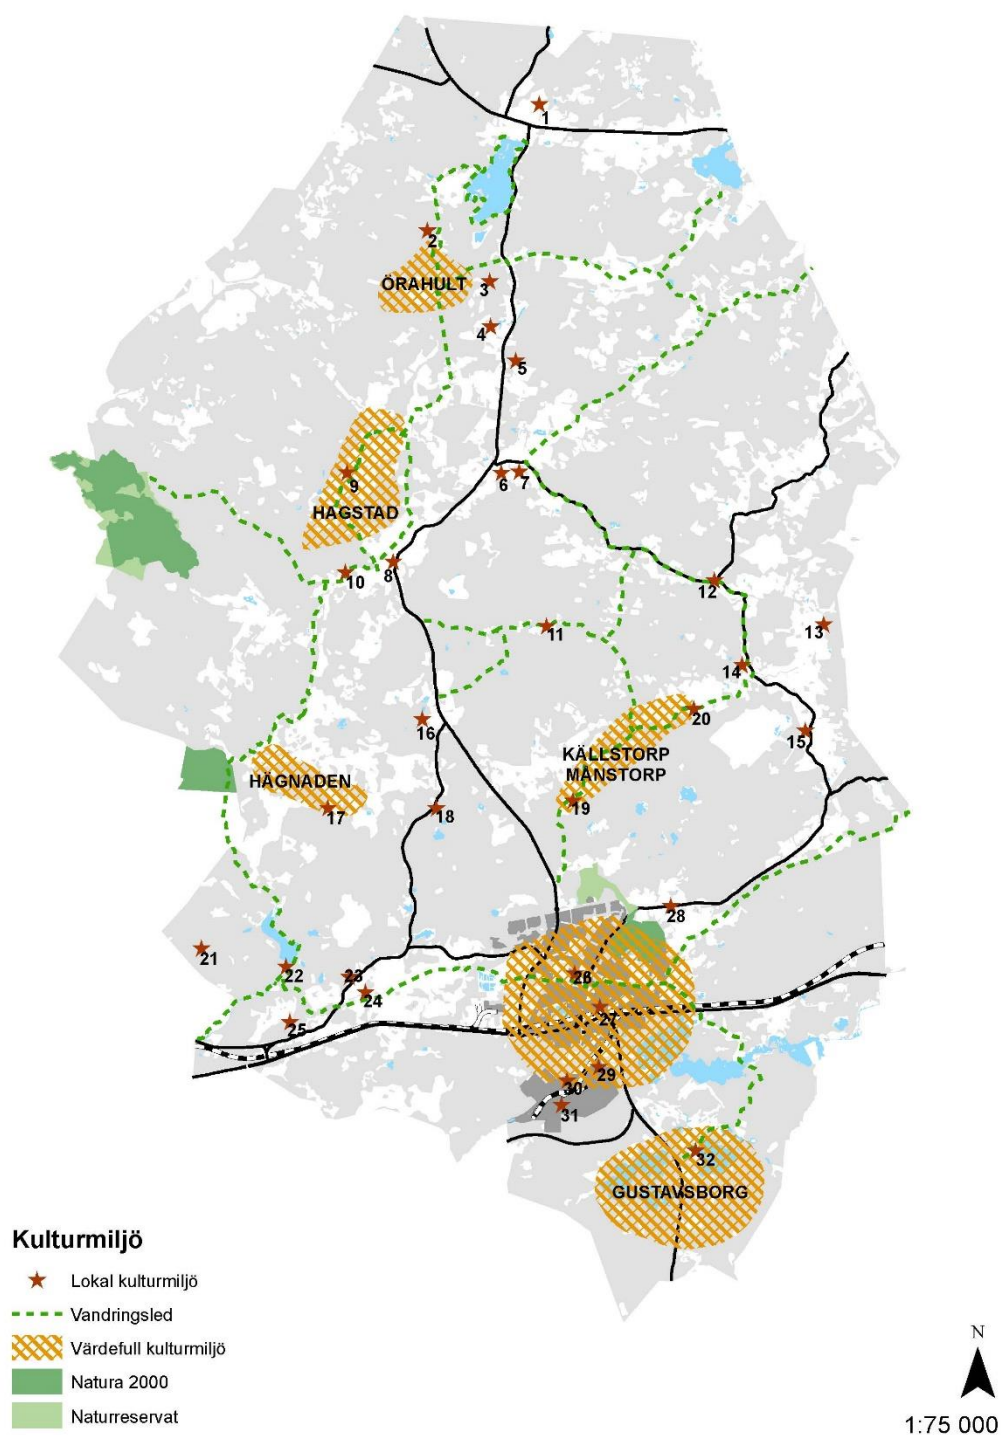 1
2
ÖRAHULT
3
4
5
6
7
9
HAGSTAD
8
10
12
11
13
14
20
16
15
KÄLLSTORP
MÅNSTORP
HÄGNADEN
19
17
18
28
21
22
23
26
24
27
25
29
30
31
32
GUSTAVSBORG
Kulturmiljö
Lokal kulturmiljö
Vandringsled
Värdefull kulturmiljö
Natura 2000
Naturreservat
N
1:75 000